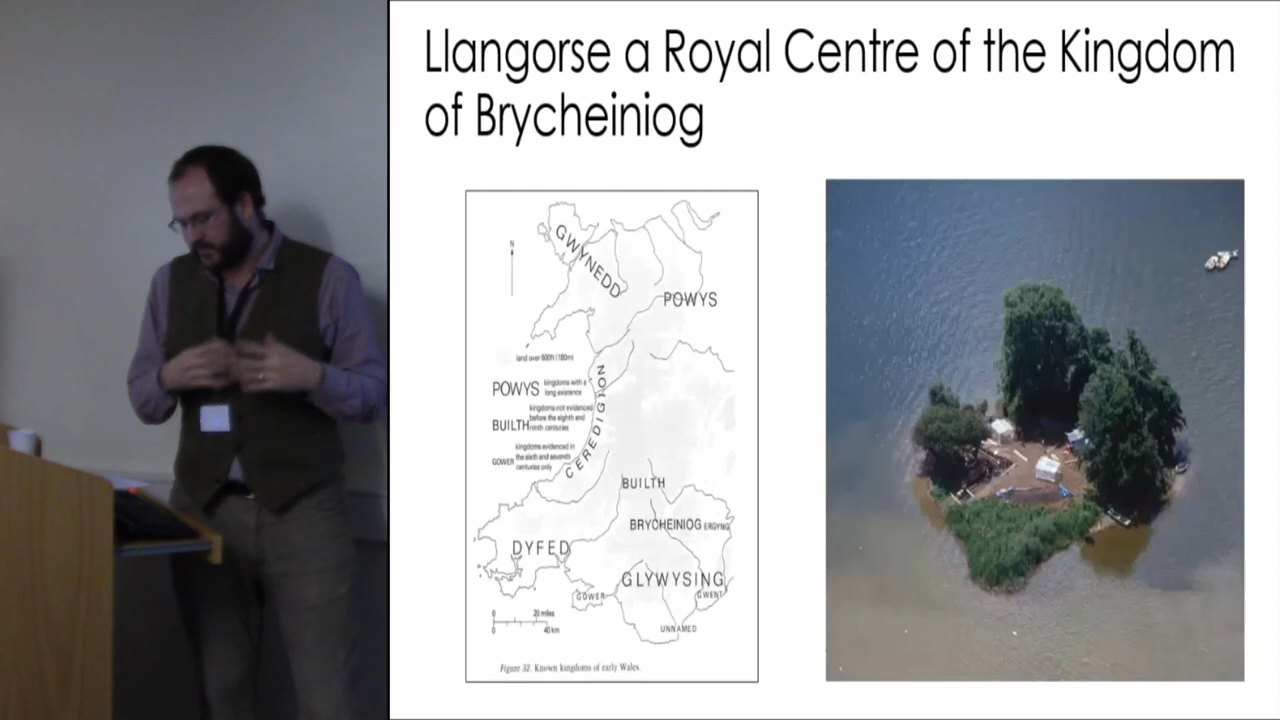 Llangorse a Royal Centre of the Kingdom
of Brycheiniog
N
GWYNEDD
POWYS
land over 600ft (180m)
POWYS kingdoms with a
long existence
kingdoms not evidenced
before the eighth and
BUILTH ninth centuries
kingdoms evidenced in
the sixth and seventh
GOWER centuries only
CEREDIGION
BUILTH
BRYCHEINIOG ERGYNG
DYFED
GLYWYSING
GOWER
GWENT
UNNAMED
0 20 miles
0 40 km
Figure 32. Known kingdoms of early Wales.